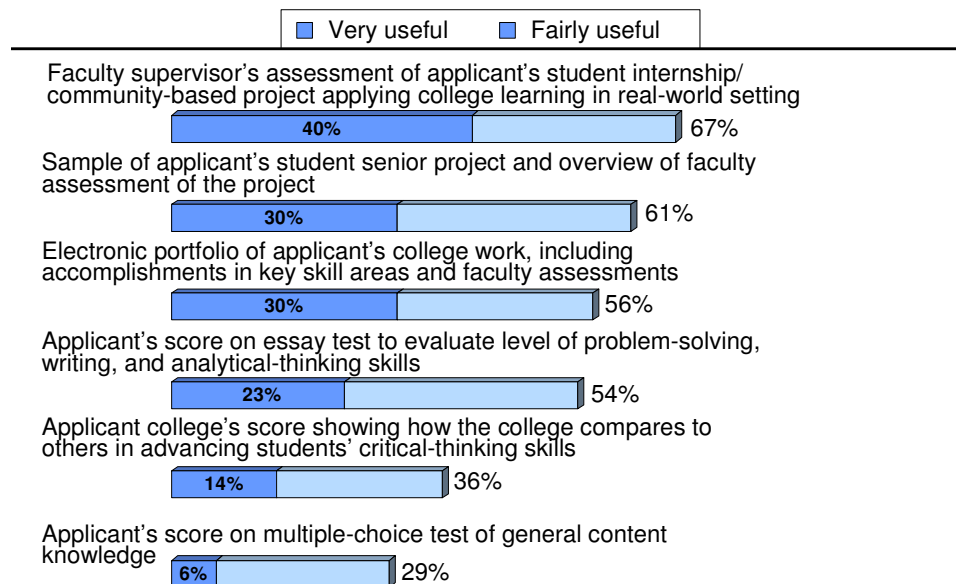 Very useful Fairly useful
Faculty supervisor’s assessment of applicant’s student internship/
community-based project applying college learning in real-world setting
40% 67%
Sample of applicant’s student senior project and overview of faculty
assessment of the project
30% 61%
Electronic portfolio of applicant’s college work, including
accomplishments in key skill areas and faculty assessments
30% 56%
Applicant’s score on essay test to evaluate level of problem-solving,
writing, and analytical-thinking skills
23% 54%
Applicant college’s score showing how the college compares to
others in advancing students’ critical-thinking skills
14% 36%
Applicant’s score on multiple-choice test of general content
knowledge
6% 29%